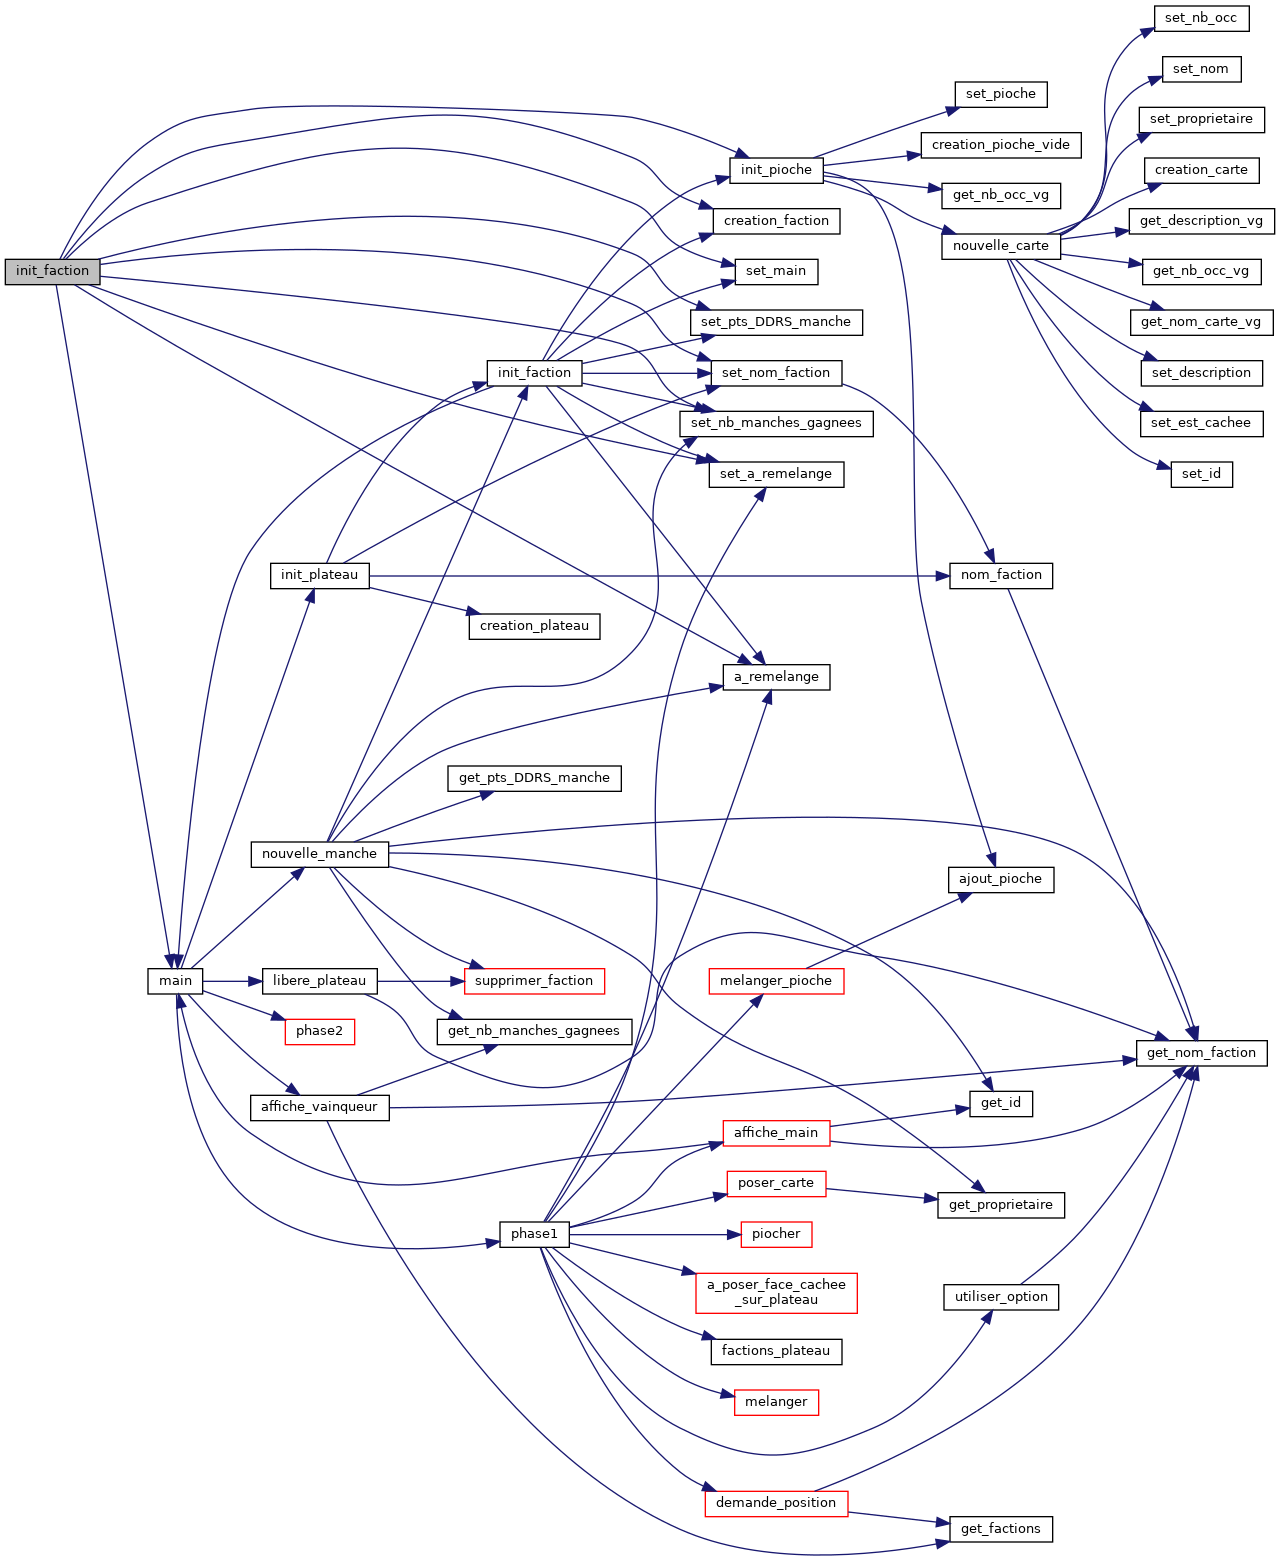 set_nb_occ
set_nom
set_pioche
set_proprietaire
creation_pioche_vide
init_pioche
creation_carte
get_nb_occ_vg
creation_faction
get_description_vg
nouvelle_carte
init_faction
set_main
get_nb_occ_vg
set_pts_DDRS_manche
get_nom_carte_vg
init_faction
set_nom_faction
set_description
set_nb_manches_gagnees
set_est_cachee
set_a_remelange
set_id
init_plateau
nom_faction
creation_plateau
a_remelange
get_pts_DDRS_manche
nouvelle_manche
ajout_pioche
main
libere_plateau
supprimer_faction
melanger_pioche
phase2
get_nb_manches_gagnees
get_nom_faction
affiche_vainqueur
get_id
affiche_main
poser_carte
get_proprietaire
phase1
piocher
a_poser_face_cachee
_sur_plateau
utiliser_option
factions_plateau
melanger
demande_position
get_factions